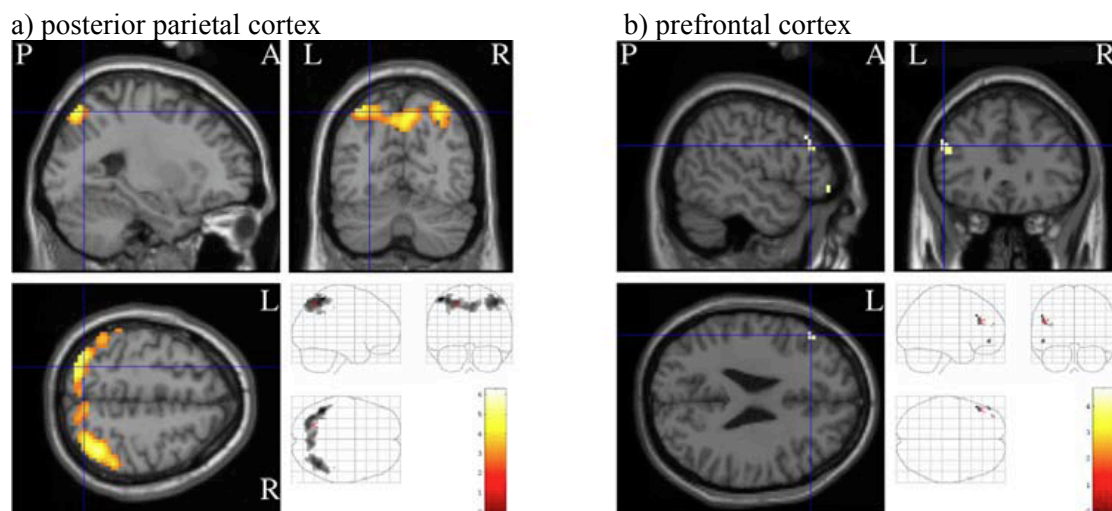 a) posterior parietal cortex
b) prefrontal cortex
P A L R
P A L R
L
R
L
R